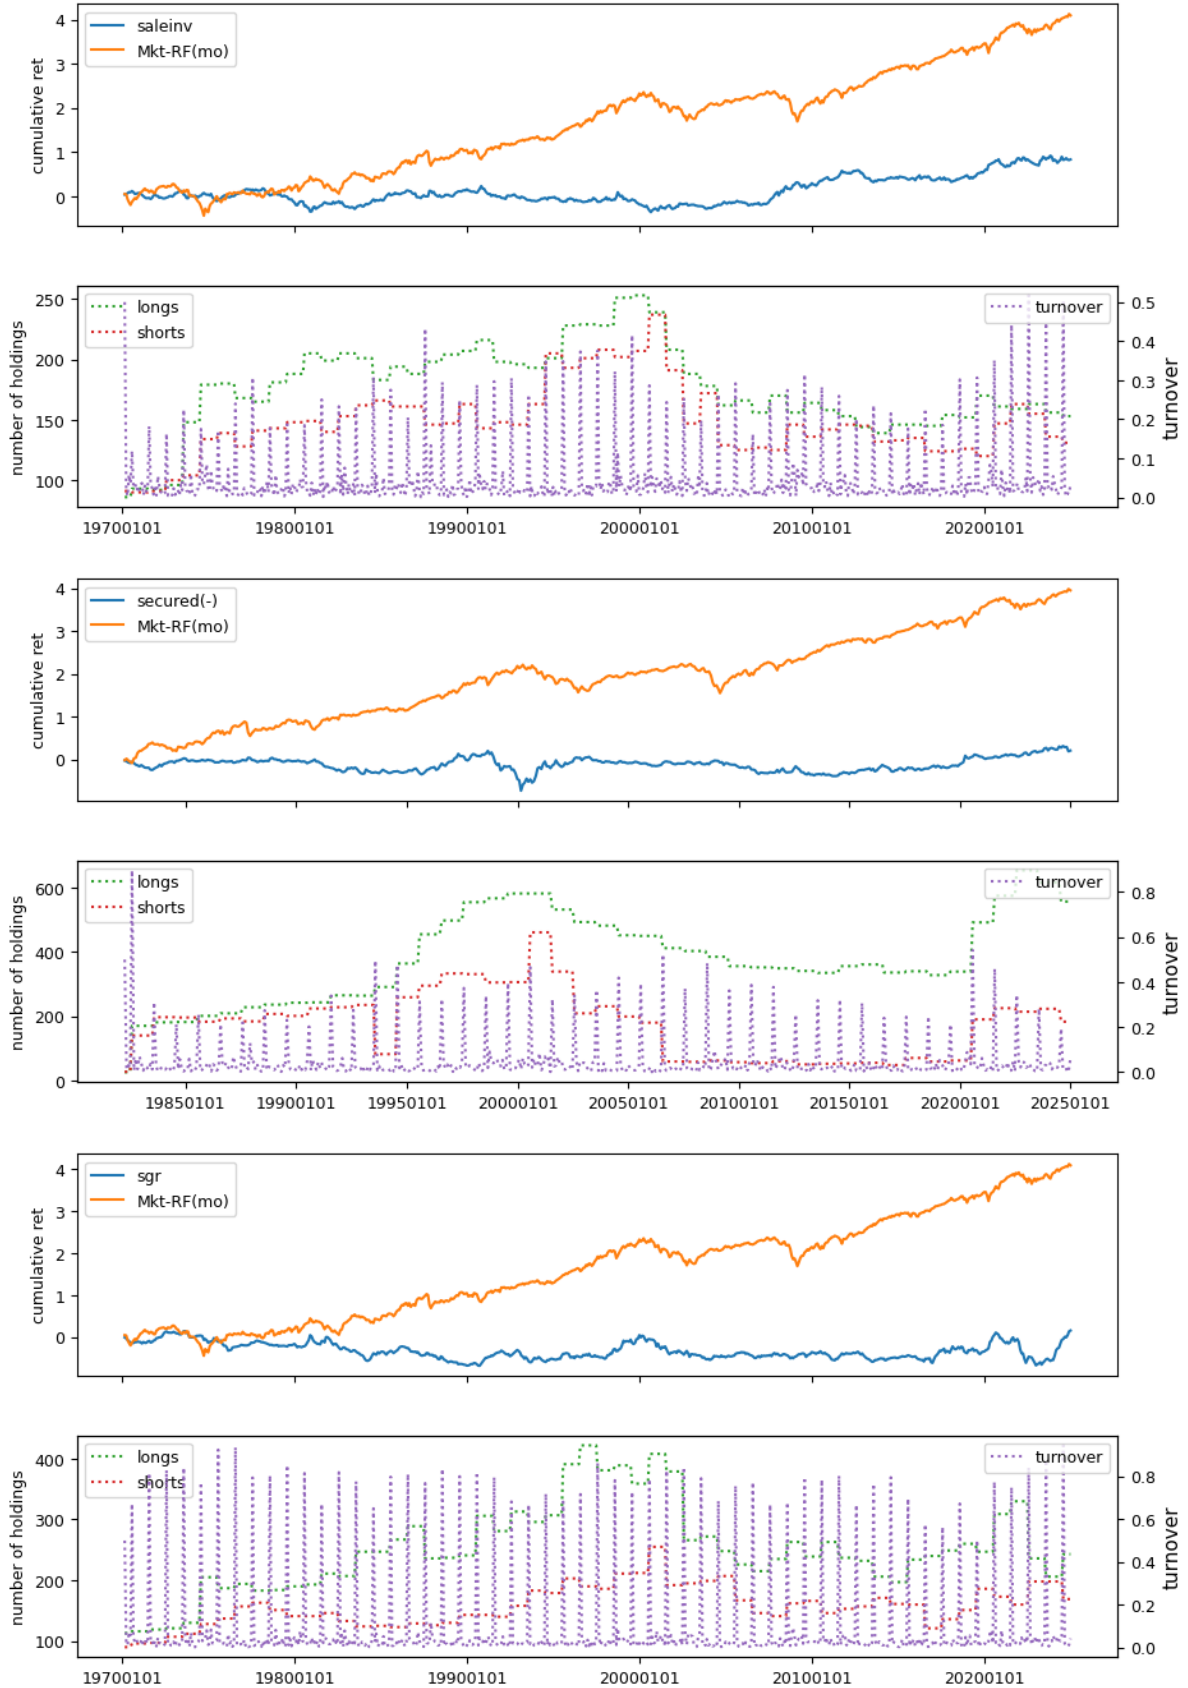 saleinv
Mkt-RF(mo)
cumulative ret
4
3
2
1
0
longs
shorts
turnover
number of holdings
250
200
150
100
turnover
0.5
0.4
0.3
0.2
0.1
0.0
19700101 19800101 19900101 20000101 20100101 20200101
secured(-)
Mkt-RF(mo)
cumulative ret
4
3
2
1
0
longs
shorts
turnover
number of holdings
600
400
200
0
turnover
0.8
0.6
0.4
0.2
0.0
19850101 19900101 19950101 20000101 20050101 20100101 20150101 20200101 20250101
sgr
Mkt-RF(mo)
cumulative ret
4
3
2
1
0
longs
shorts
turnover
number of holdings
400
300
200
100
turnover
0.8
0.6
0.4
0.2
0.0
19700101 19800101 19900101 20000101 20100101 20200101